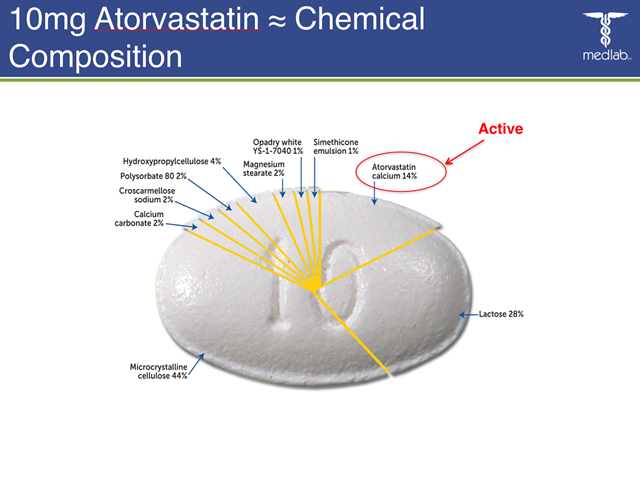 10mg Atorvastatin ≈ Chemical
Composition
medlab
Active
Opadry white
YS-1-7040 1%
Simethicone
emulsion 1%
Hydroxypropylcellulose 4%
Magnesium
stearate 2%
Atorvastatin
calcium 14%
Polysorbate 80 2%
Croscarmellose
sodium 2%
Calcium
carbonate 2%
10
Lactose 28%
Microcrystalline
cellulose 44%